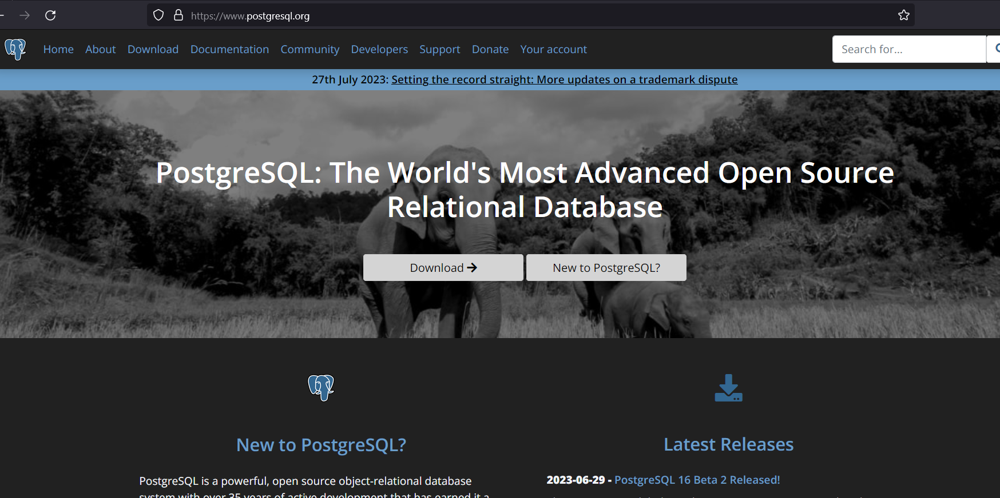 https://www.postgresql.org
Home About Download Documentation Community Developers Support Donate Your account Search for...
27th July 2023: Setting the record straight: More updates on a trademark dispute
PostgreSQL: The World's Most Advanced Open Source
Relational Database
Download New to PostgreSQL?
New to PostgreSQL?
PostgreSQL is a powerful, open source object-relational database
system with over 35 years of active development that has earned it a
Latest Releases
2023-06-29 - PostgreSQL 16 Beta 2 Released!